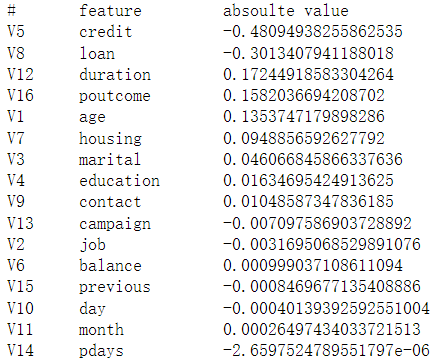 # feature absoulte value
V5 credit -0.48094938255862535
V8 loan -0.3013407941188018
V12 duration 0.17244918583304264
V16 poutcome 0.1582036694208702
V1 age 0.1353747179898286
V7 housing 0.0948856592627792
V3 marital 0.046066845866337636
V4 education 0.01634695424913625
V9 contact 0.01048587347836185
V13 campaign -0.007097586903728892
V2 job -0.0031695068529891076
V6 balance 0.000999037108611094
V15 previous -0.0008469677135408886
V10 day -0.00040139392592551004
V11 month 0.00026497434033721513
V14 pdays -2.6597524789551797e-06